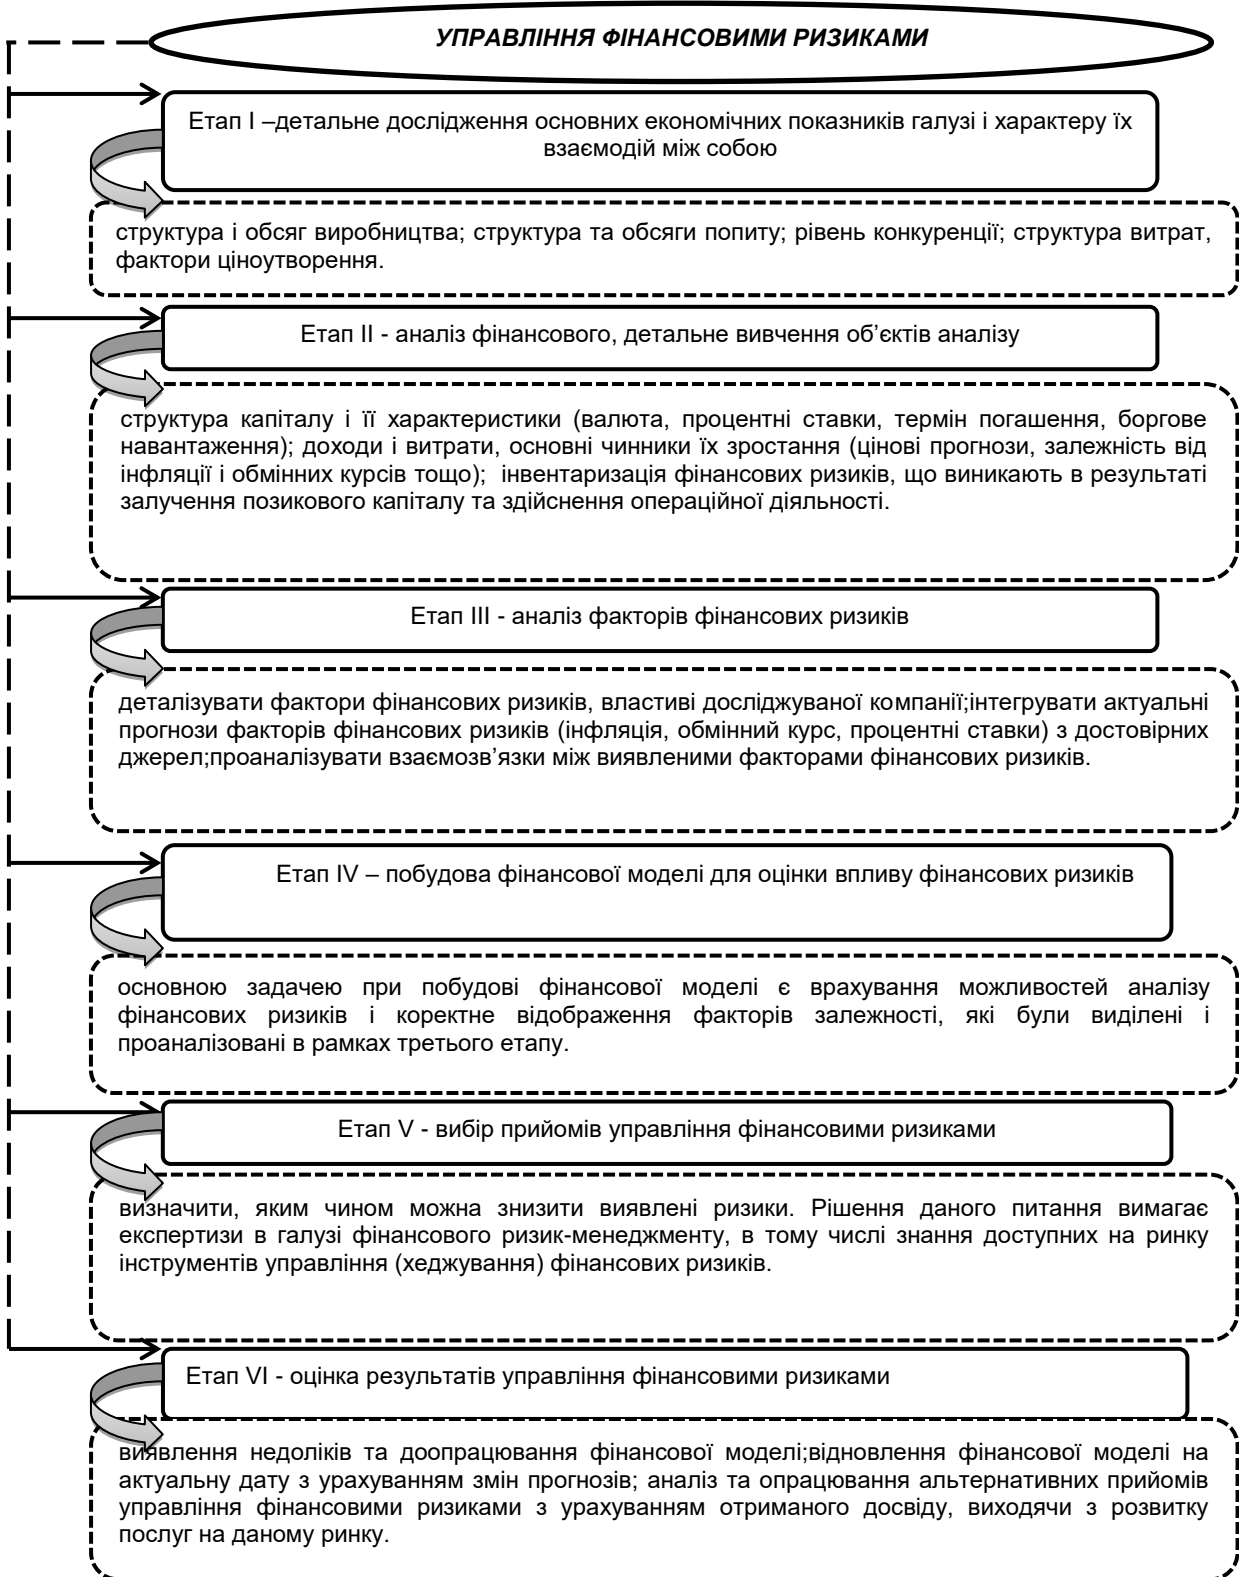 УПРАВЛІННЯ ФІНАНСОВИМИ РИЗИКАМИ
Етап I –детальне дослідження основних економічних показників галузі і характеру їх
взаємодій між собою
структура і обсяг виробництва; структура та обсяги попиту; рівень конкуренції; структура витрат,
фактори ціноутворення.
Етап II - аналіз фінансового, детальне вивчення об’єктів аналізу
структура капіталу і її характеристики (валюта, процентні ставки, термін погашення, боргове
навантаження); доходи і витрати, основні чинники їх зростання (цінові прогнози, залежність від
інфляції і обмінних курсів тощо); інвентаризація фінансових ризиків, що виникають в результаті
залучення позикового капіталу та здійснення операційної діяльності.
Етап III - аналіз факторів фінансових ризиків
деталізувати фактори фінансових ризиків, властиві досліджуваної компанії;інтегрувати актуальні
прогнози факторів фінансових ризиків (інфляція, обмінний курс, процентні ставки) з достовірних
джерел;проаналізувати взаємозв’язки між виявленими факторами фінансових ризиків.
Етап IV – побудова фінансової моделі для оцінки впливу фінансових ризиків
основною задачею при побудові фінансової моделі є врахування можливостей аналізу
фінансових ризиків і коректне відображення факторів залежності, які були виділені і
проаналізовані в рамках третього етапу.
Етап V - вибір прийомів управління фінансовими ризиками
визначити, яким чином можна знизити виявлені ризики. Рішення даного питання вимагає
експертизи в галузі фінансового ризик-менеджменту, в тому числі знання доступних на ринку
інструментів управління (хеджування) фінансових ризиків.
Етап VI - оцінка результатів управління фінансовими ризиками
виявлення недоліків та доопрацювання фінансової моделі;відновлення фінансової моделі на
актуальну дату з урахуванням змін прогнозів; аналіз та опрацювання альтернативних прийомів
управління фінансовими ризиками з урахуванням отриманого досвіду, виходячи з розвитку
послуг на даному ринку.